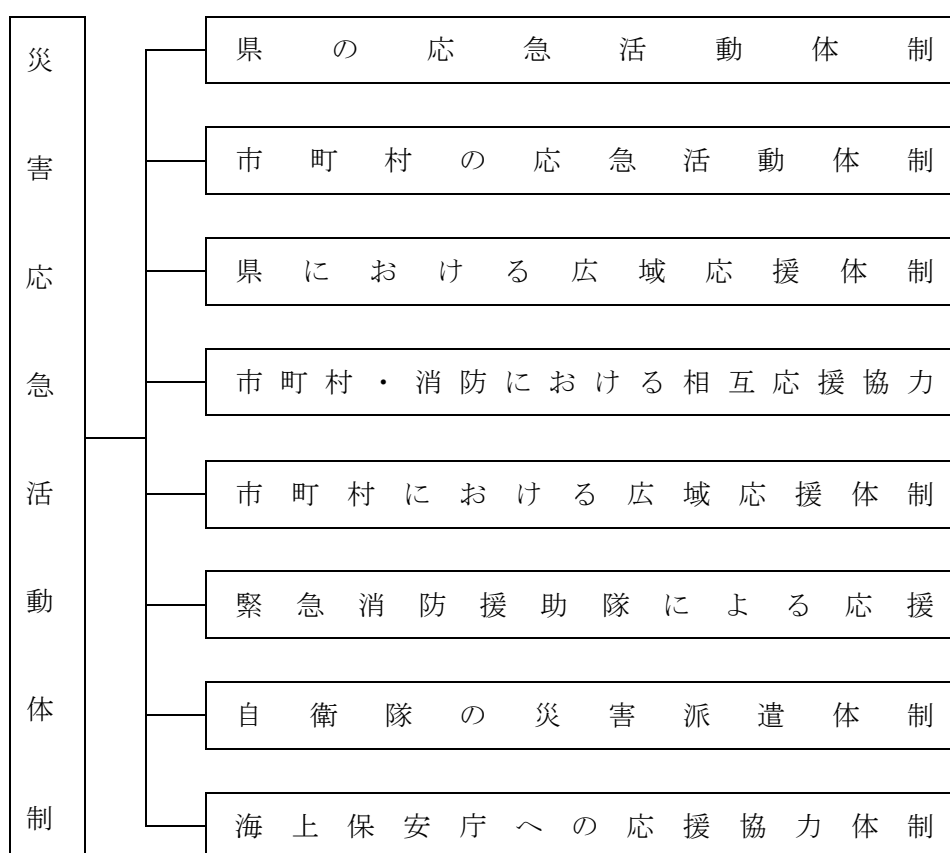 災害応急活動体制
県の応急活動体制
市町村の応急活動体制
県における広域応援体制
市町村・消防における相互応援協力
市町村における広域応援体制
緊急消防援助隊による応援
自衛隊の災害派遣体制
海上保安庁への応援協力体制